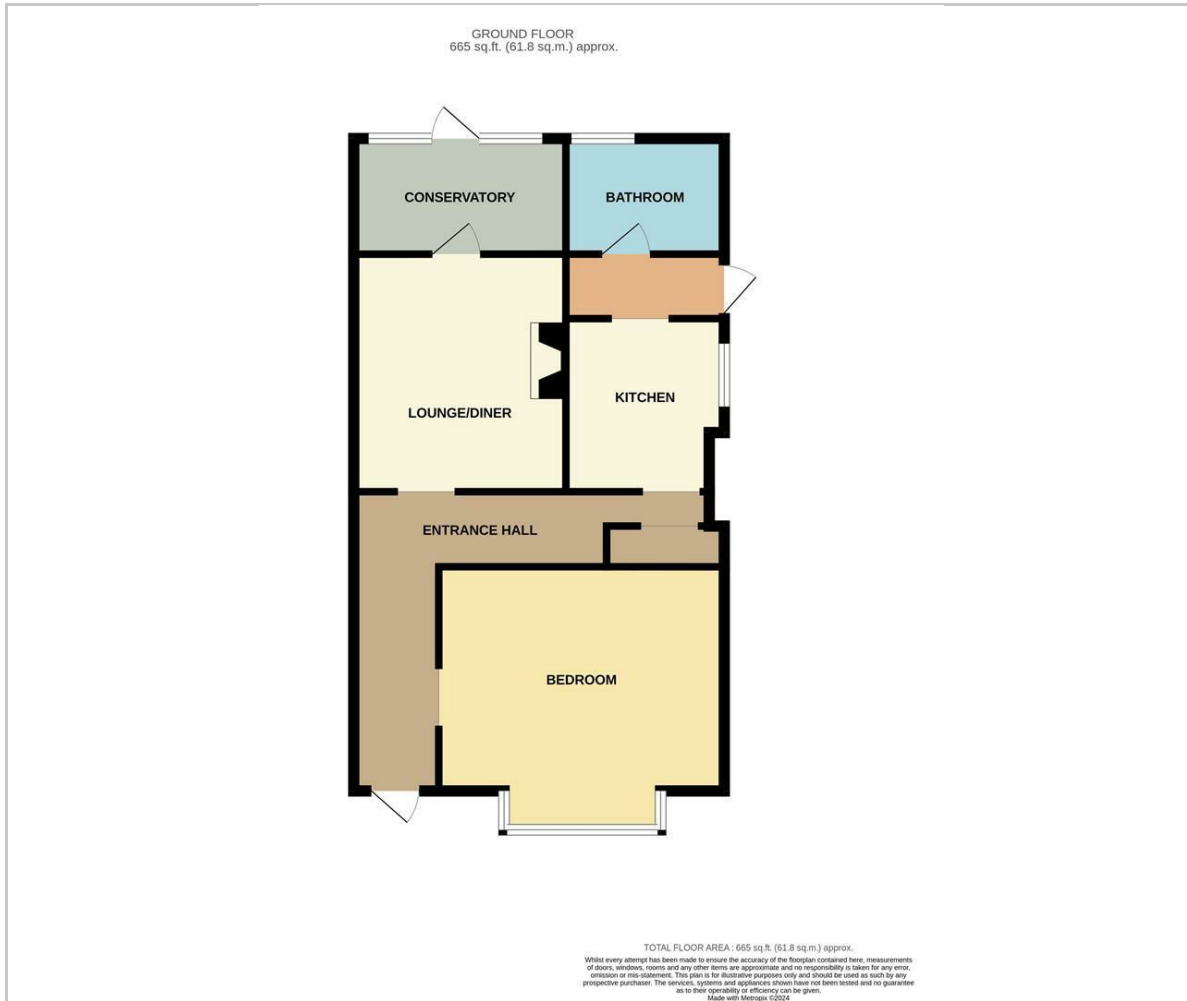 GROUND FLOOR
665 sq.ft. (61.8 sq.m.) approx.
CONSERVATORY
BATHROOM
KITCHEN
LOUNGE/DINER
ENTRANCE HALL
BEDROOM
TOTAL FLOOR AREA : 665 sq.ft. (61.8 sq.m.) approx.
Whilst every attempt has been made to ensure the accuracy of the floorplan contained here, measurements
of doors, windows, rooms and any other items are approximate and no responsibility is taken for any error,
omission or mis-statement. This plan is for illustrative purposes only and should be used as such by any
prospective purchaser. The services, systems and appliances shown have not been tested and no guarantee
as to their operability or efficiency can be given.
Made with Metropix ©2024